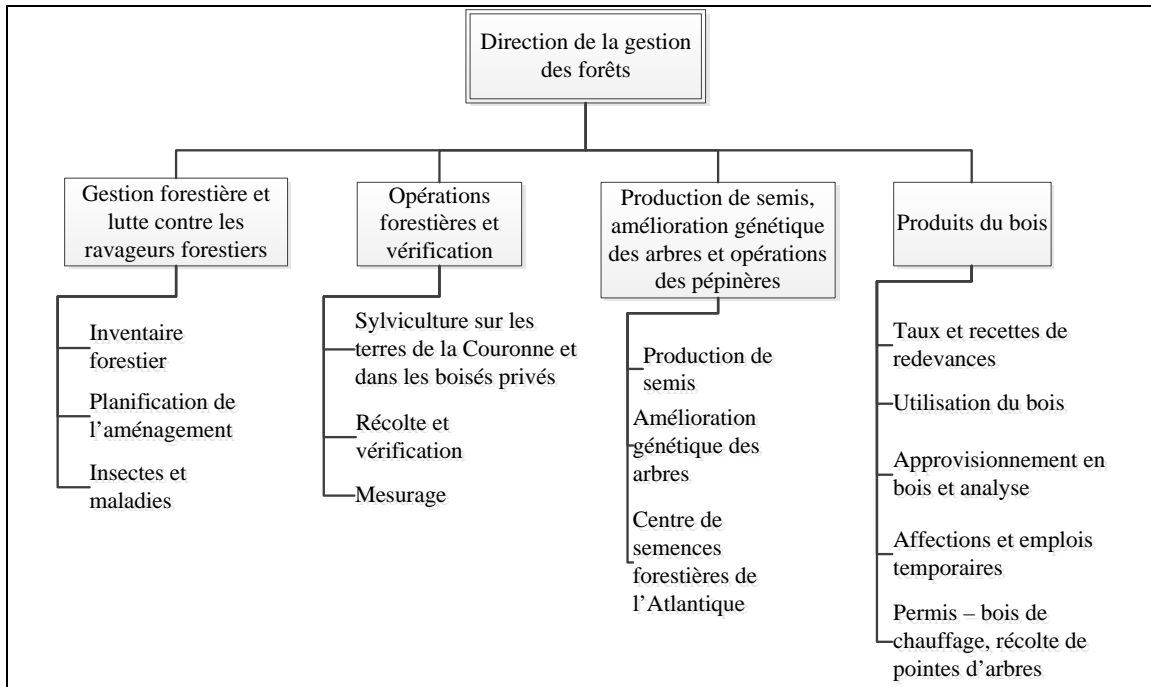 Direction de la gestion
des forêts
Gestion forestière et
lutte contre les
ravageurs forestiers
Inventaire
forestier
Planification de
l’aménagement
Insectes et
maladies
Opérations
forestières et
vérification
Sylviculture sur les
terres de la Couronne et
dans les boisés privés
Récolte et
vérification
Mesurage
Production de semis,
amélioration génétique
des arbres et opérations
des pépinères
Production de
semis
Amélioration
génétique des
arbres
Centre de
semences
forestières de
l’Atlantique
Produits du bois
Taux et recettes de
redevances
Utilisation du bois
Approvisionnement en
bois et analyse
Affections et emplois
temporaires
Permis – bois de
chauffage, récolte de
pointes d’arbres